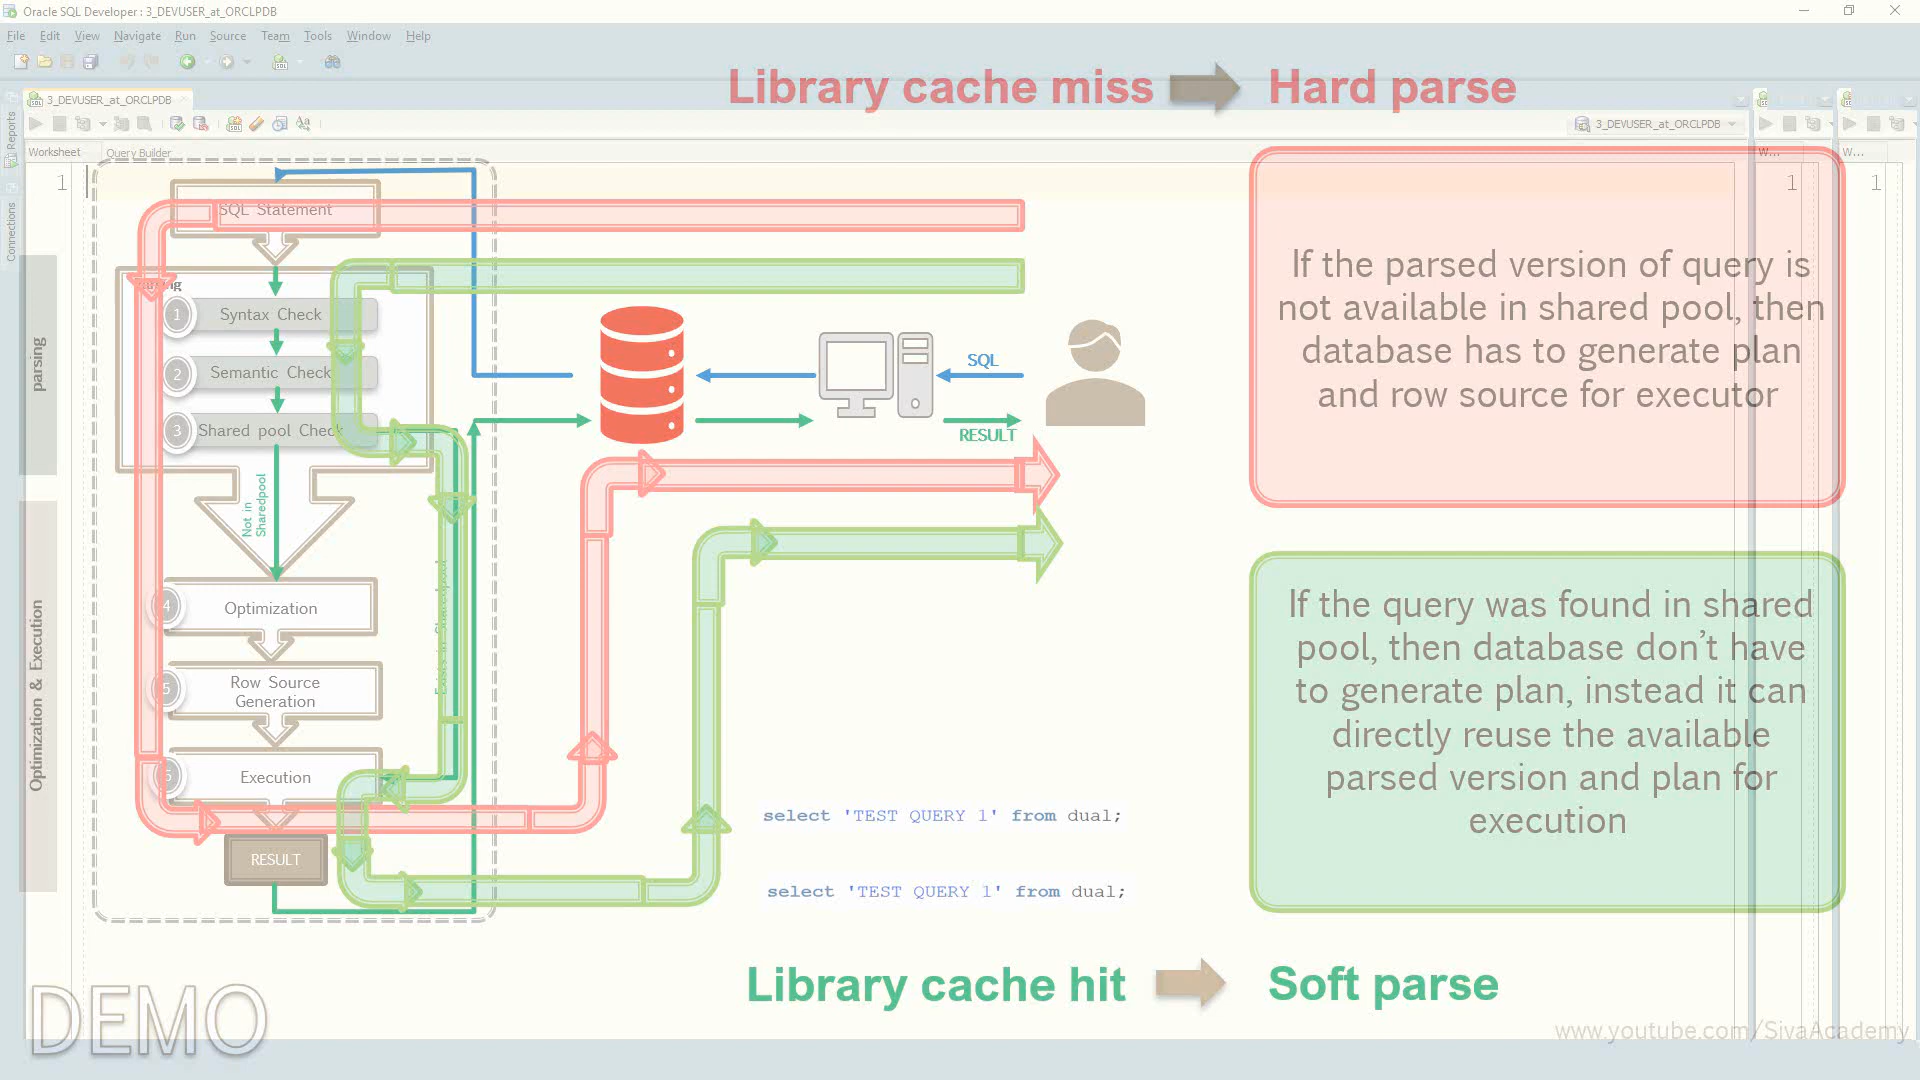 Oracle SQL Developer : 3_DEVUSER_at_ORCLPDB
File Edit View Navigate Run Source Team Tools Window Help
Library cache miss Hard parse
3_DEVUSER_at_ORCLPDB
3_DEVUSER_at_ORCLPDB
Worksheet Query Builder
W... W...
1
1
1
Reports
Connections
SQL Statement
parsing
1 Syntax Check
2 Semantic Check
3 Shared pool Check
Not in
Sharedpool
Optimization & Execution
4 Optimization
5 Row Source
Generation
6 Execution
RESULT
SQL
RESULT
If the parsed version of query is
not available in shared pool, then
database has to generate plan
and row source for executor
If the query was found in shared
pool, then database don’t have
to generate plan, instead it can
directly reuse the available
parsed version and plan for
execution
select 'TEST QUERY 1' from dual;
select 'TEST QUERY 1' from dual;
Library cache hit Soft parse
DEMO
www.youtube.com/SivaAcademy